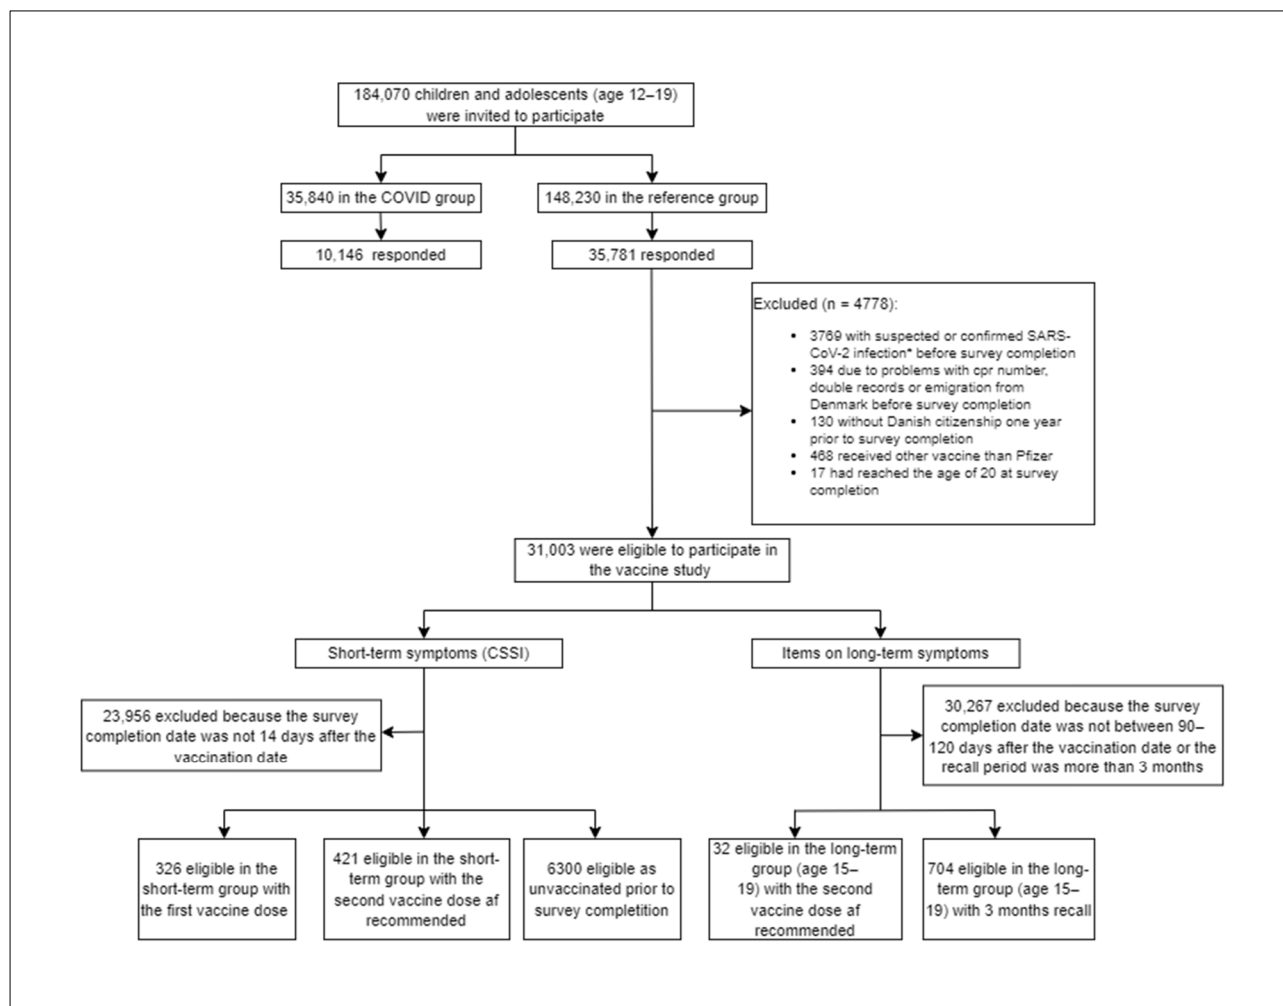 184,070 children and adolescents (age 12–19)
were invited to participate
35,840 in the COVID group
148,230 in the reference group
10,146 responded
35,781 responded
Excluded (n = 4778):
• 3769 with suspected or confirmed SARS-
CoV-2 infection* before survey completion
• 394 due to problems with cpr number,
double records or emigration from
Denmark before survey completion
• 130 without Danish citizenship one year
prior to survey completion
• 468 received other vaccine than Pfizer
• 17 had reached the age of 20 at survey
completion
31,003 were eligible to participate in
the vaccine study
Short-term symptoms (CSSI)
Items on long-term symptoms
23,956 excluded because the survey
completion date was not 14 days after the
vaccination date
30,267 excluded because the survey
completion date was not between 90–
120 days after the vaccination date or the
recall period was more than 3 months
326 eligible in the
short-term group with
the first vaccine dose
421 eligible in the short-
term group with the
second vaccine dose af
recommended
6300 eligible as
unvaccinated prior to
survey completition
32 eligible in the long-term
group (age 15–
19) with the second
vaccine dose af
recommended
704 eligible in the long-
term group (age 15–
19) with 3 months recall